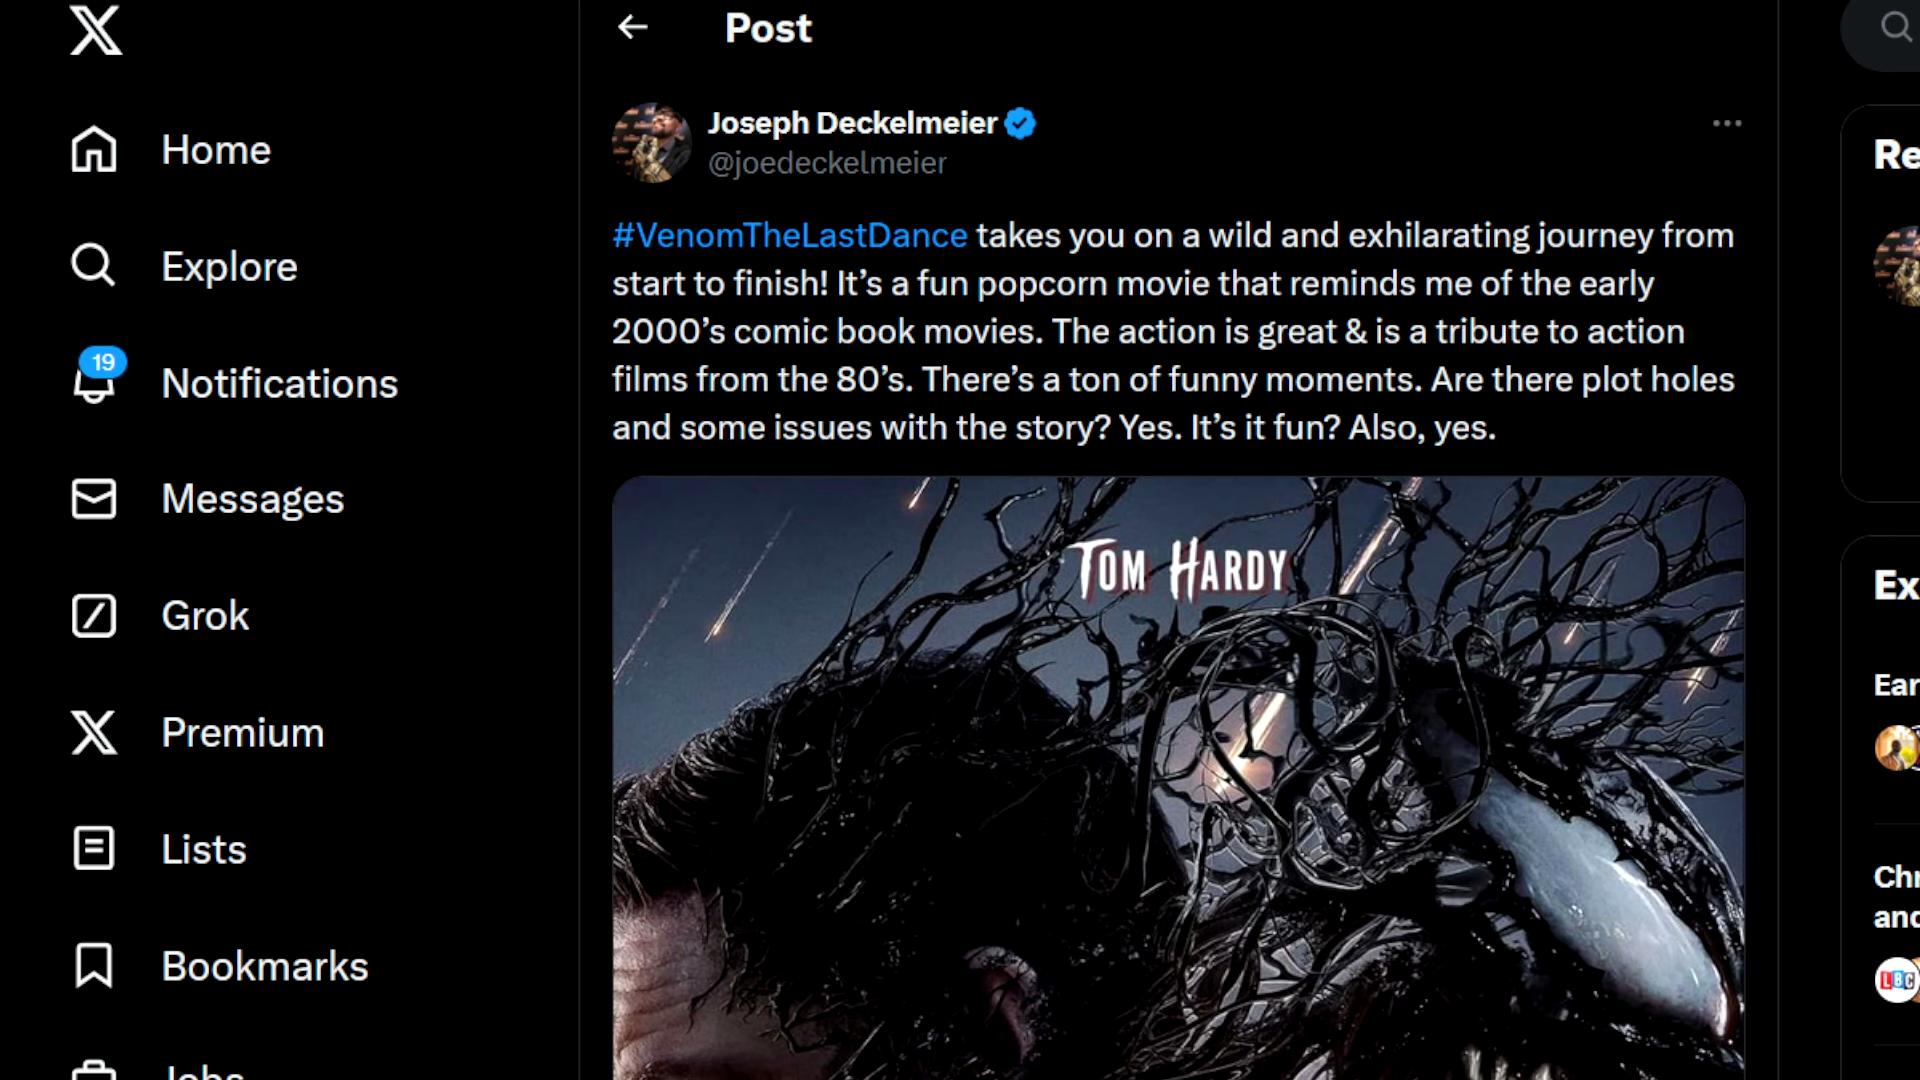 Post
Home
Explore
19
Notifications
Messages
Grok
Premium
Lists
Bookmarks
Jobs
Joseph Deckelmeier
@joedeckelmeier
#VenomTheLastDance takes you on a wild and exhilarating journey from
start to finish! It’s a fun popcorn movie that reminds me of the early
2000’s comic book movies. The action is great & is a tribute to action
films from the 80’s. There’s a ton of funny moments. Are there plot holes
and some issues with the story? Yes. It’s it fun? Also, yes.
TOM HARDY
LBC